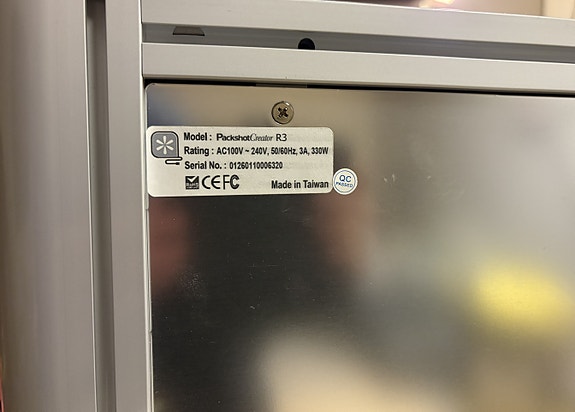 Model : PackshotCreator R3
Rating : AC100V ~ 240V, 50/60Hz, 3A, 330W
Serial No. : 01260110006320
CE FC
Made in Taiwan
QC
PASSED